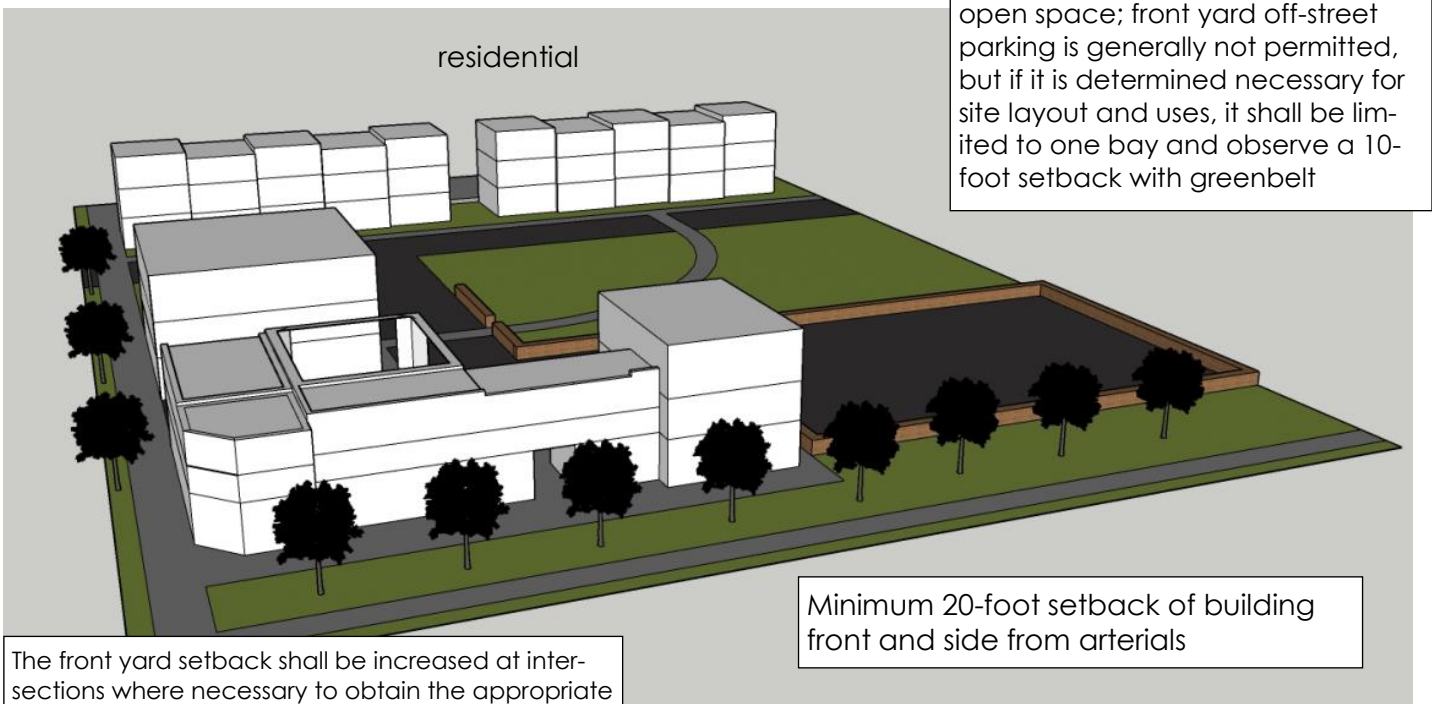 open space; front yard off-street
parking is generally not permitted,
but if it is determined necessary for
site layout and uses, it shall be lim-
ited to one bay and observe a 10-
foot setback with greenbelt
residential
Minimum 20-foot setback of building
front and side from arterials
The front yard setback shall be increased at inter-
sections where necessary to obtain the appropriate